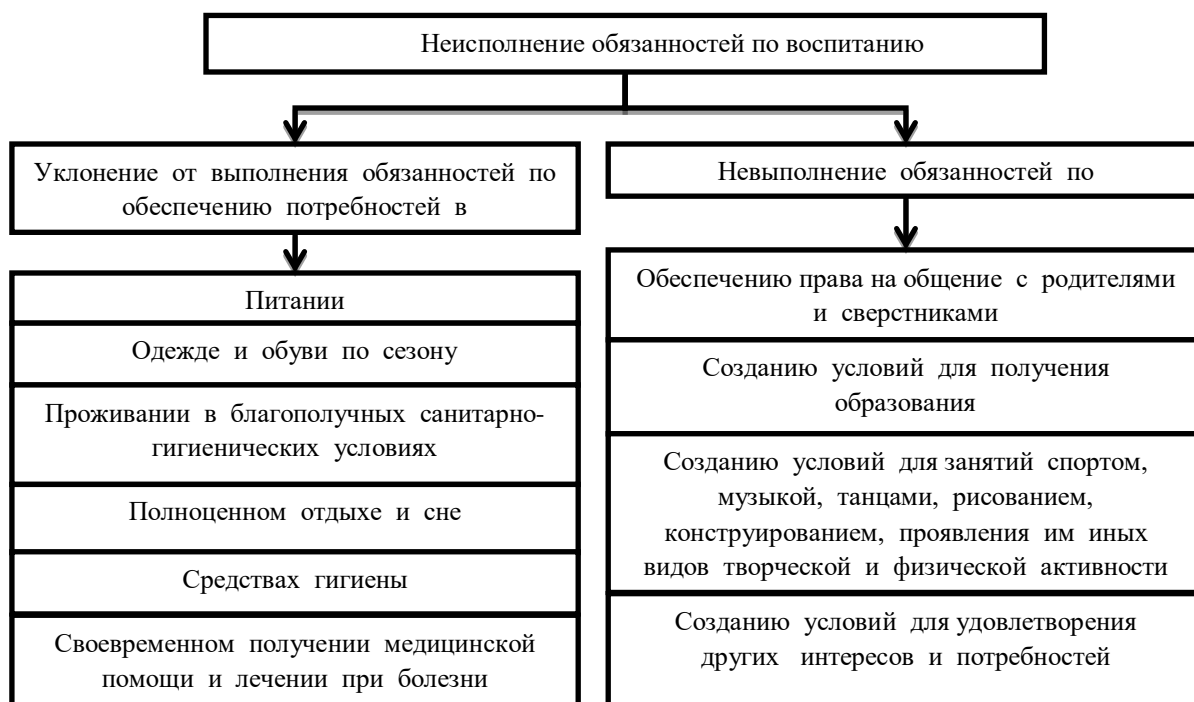 Неисполнение обязанностей по воспитанию
Уклонение от выполнения обязанностей по
обеспечению потребностей в
Питании
Одежде и обуви по сезону
Проживании в благополучных санитарно-
гигиенических условиях
Полноценном отдыхе и сне
Средствах гигиены
Своевременном получении медицинской
помощи и лечении при болезни
Невыполнение обязанностей по
Обеспечению права на общение с родителями
и сверстниками
Созданию условий для получения
образования
Созданию условий для занятий спортом,
музыкой, танцами, рисованием,
конструированием, проявления им иных
видов творческой и физической активности
Созданию условий для удовлетворения
других интересов и потребностей